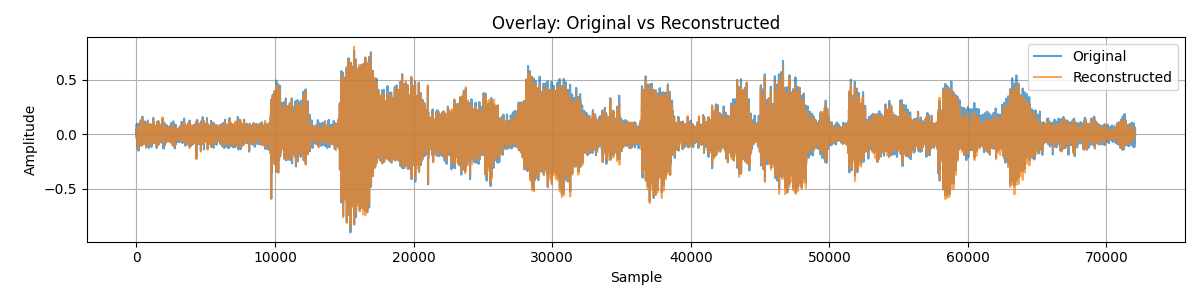 Overlay: Original vs Reconstructed
Original
Reconstructed
Amplitude
0.5
0.0
−0.5
0
10000
20000
30000
40000
50000
60000
70000
Sample